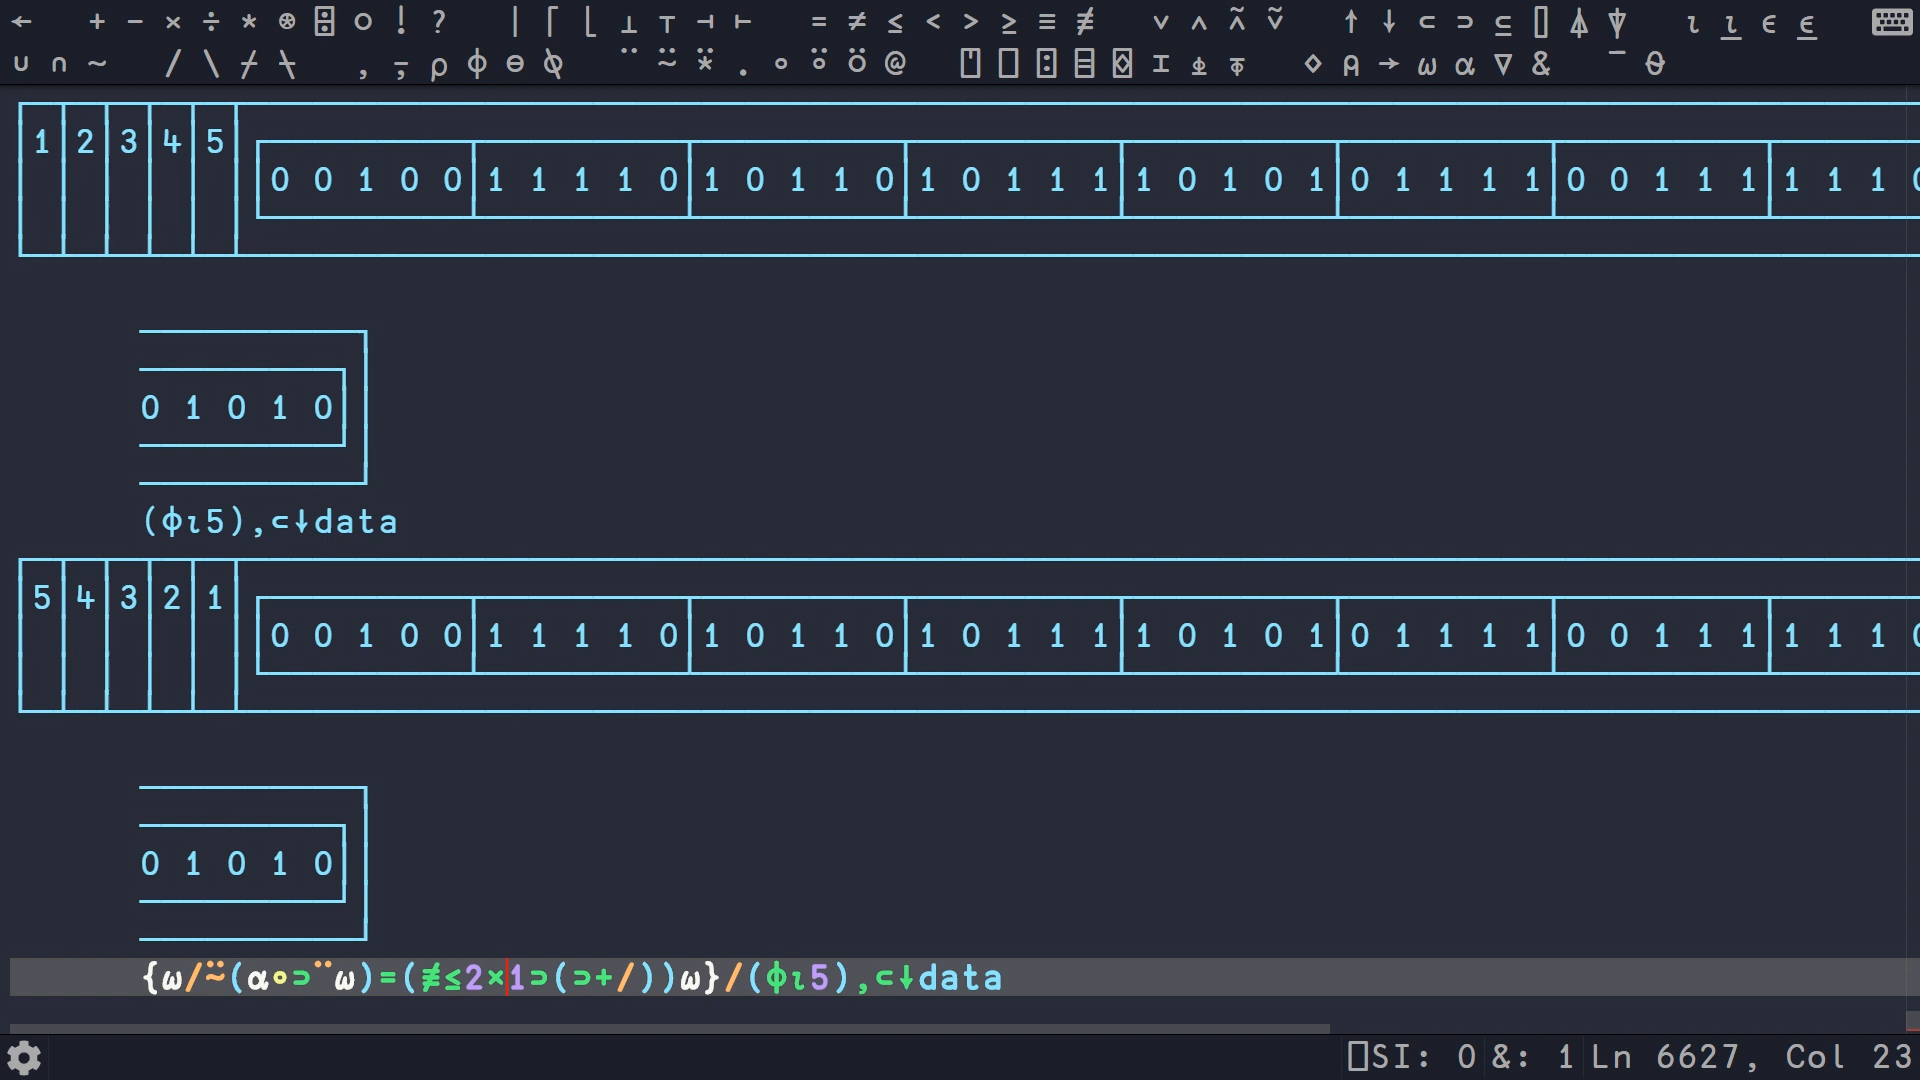 ← + - × ÷ * ⍟ ⌹ ○ ! ? | ⌈ ⌊ ⊥ ⊤ ⊣ ⊢ = ≠ ≤ < > ≥ ≡ ≢ ∨ ∧ ⍲ ⍱ ↑ ↓ ⊂ ⊃ ⊆ ⌷ ⍋ ⍒ ⍳ ⍸ ∊ ⍷
∪ ∩ ~ / \ ⌿ ⍀ , ⍪ ⍴ ⌽ ⊖ ⍉ ¨ ⍨ ⍣ . ∘ ⍤ ⍥ @ ⍞ ⎕ ⍠ ⌸ ⌺ ⌶ ⍎ ⍕ ⋄ ⍝ → ⍵ ⍺ ∇ & ¯ ⍬
1 2 3 4 5
0 0 1 0 0 1 1 1 1 0 1 0 1 1 0 1 0 1 1 1 1 0 1 0 1 0 1 1 1 1 0 0 1 1 1 1 1 1 0
0 1 0 1 0
(⌽⍳5),⊂↓data
5 4 3 2 1
0 0 1 0 0 1 1 1 1 0 1 0 1 1 0 1 0 1 1 1 1 0 1 0 1 0 1 1 1 1 0 0 1 1 1 1 1 1 0
0 1 0 1 0
{⍵/⍨(⍺∘⊃¨⍵)=(≢≤2×1⊃(⊃+/))⍵}/(⌽⍳5),⊂↓data
⎕SI: 0 &: 1 Ln 6627, Col 23